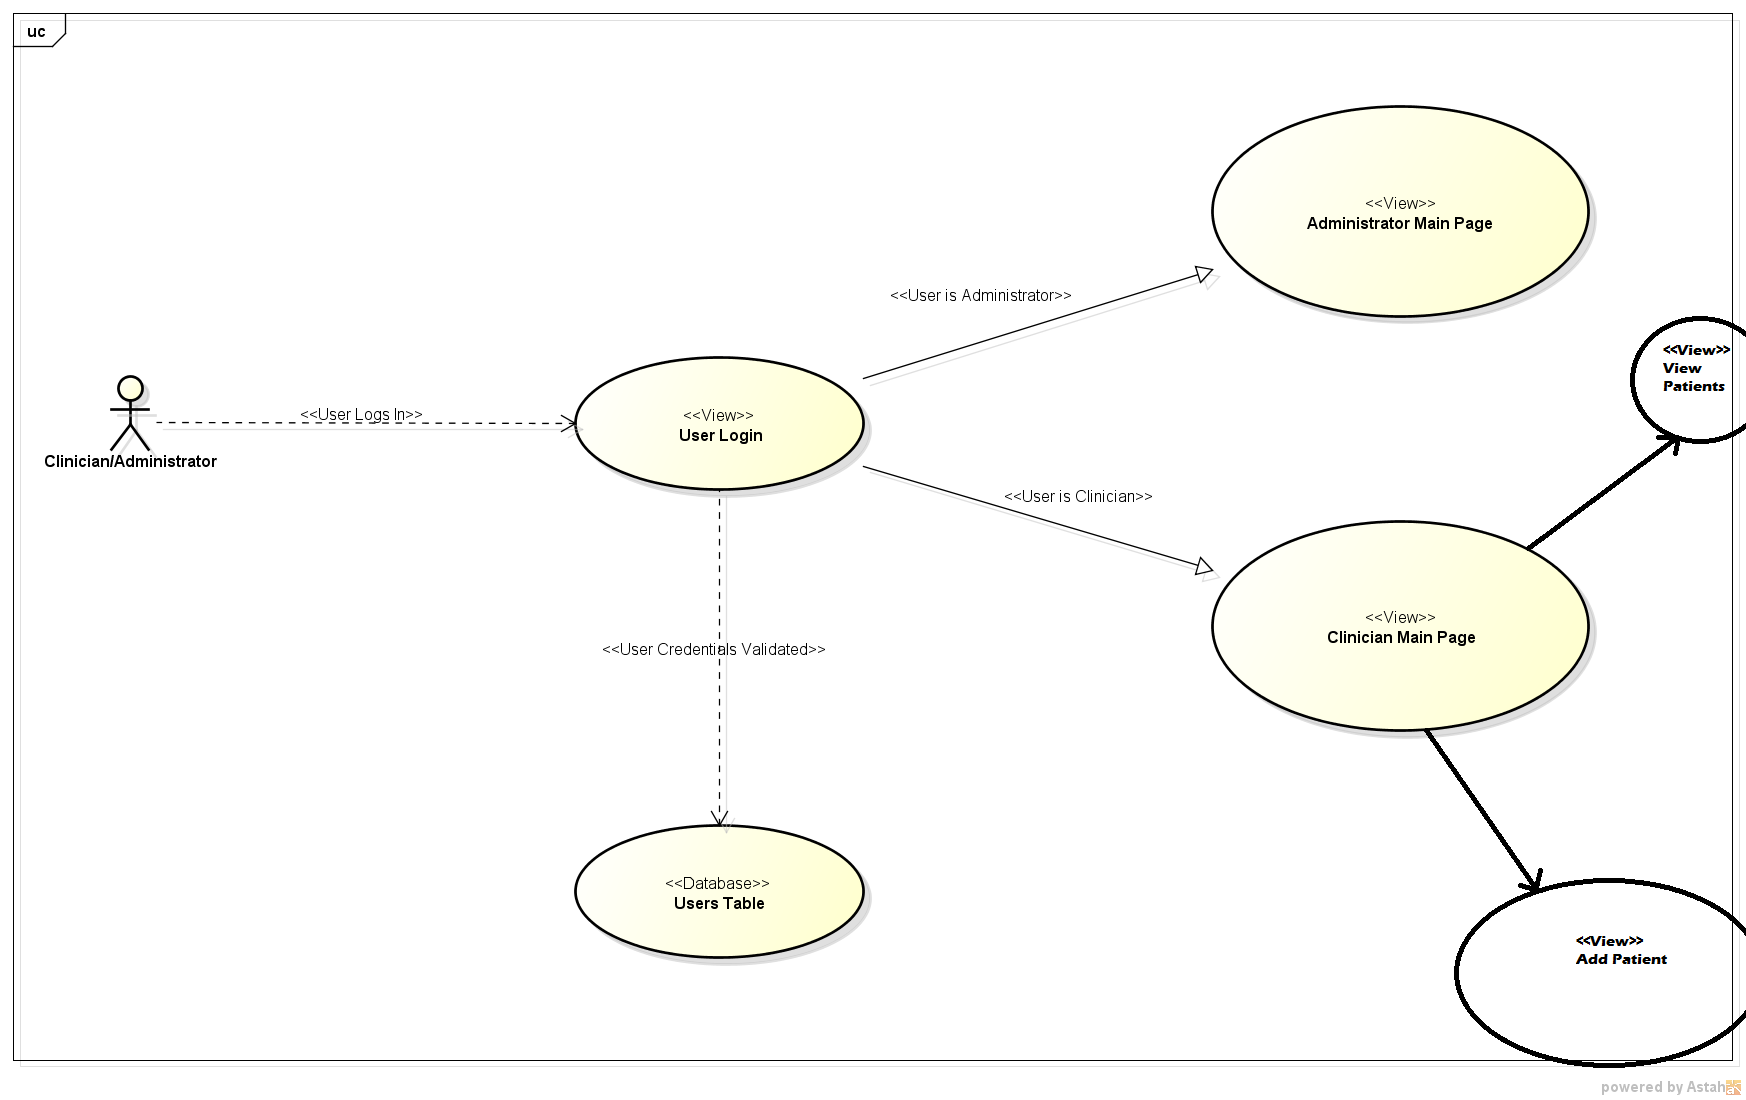 uc
<<View>>
Administrator Main Page
<<User is Administrator>>
<<View>>
View
Patients
<<User Logs In>>
Clinician/Administrator
<<View>>
User Login
<<User is Clinician>>
<<View>>
Clinician Main Page
<<User Credentials Validated>>
<<Database>>
Users Table
<<View>>
Add Patient
powered by Astah